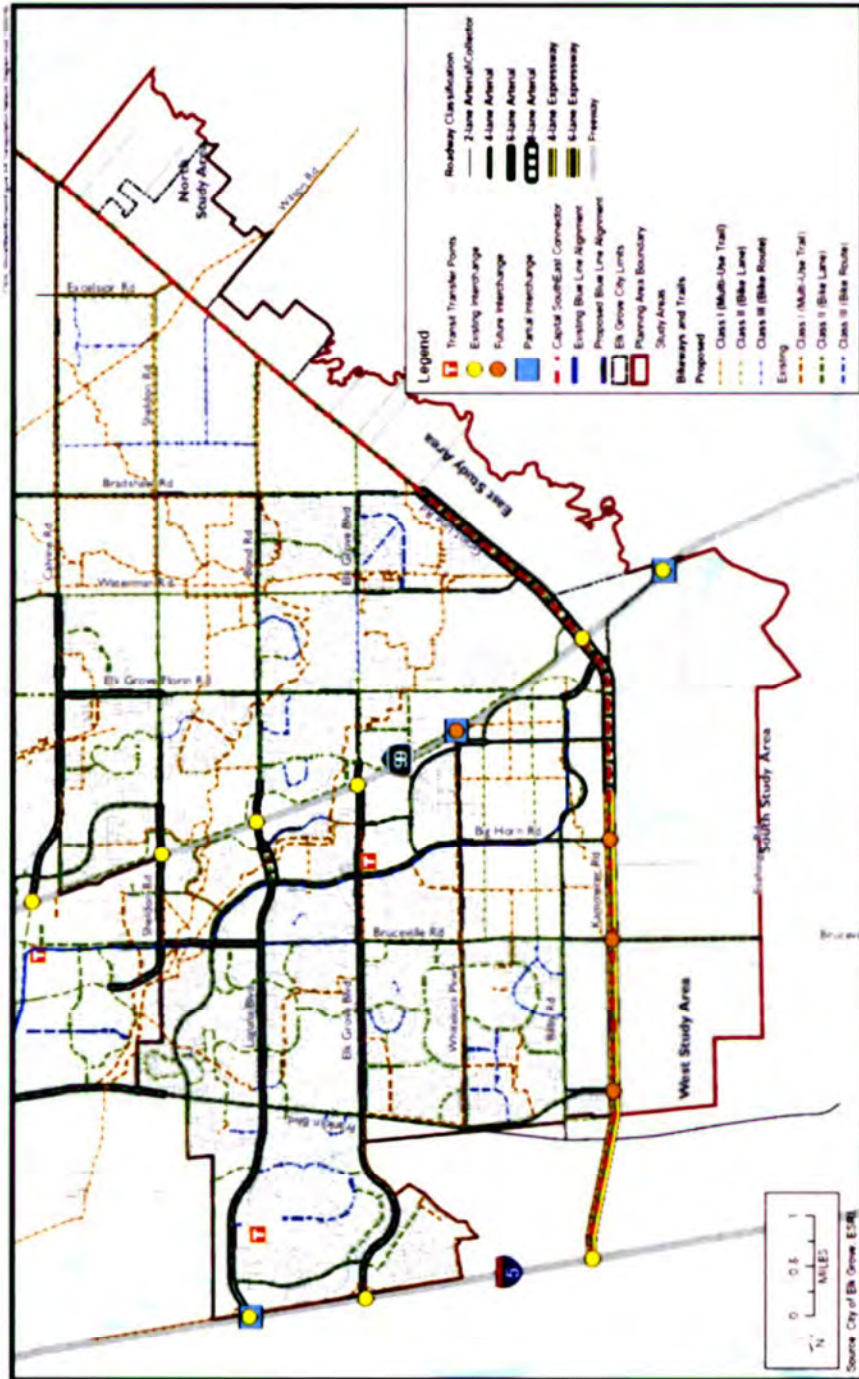 North
Study Area
Wilson Rd
Excelsior Rd
Sheldon Rd
Calvine Rd
Bradshaw Rd
Bond Rd
Waterman Rd
Elk Grove Blvd
East Study Area
Elk Grove Florin Rd
99
Big Horn Rd
Sheldon Rd
Bruceville Rd
Laguna Blvd
Elk Grove Blvd
Whitelock Pkwy
Bilby Rd
Kammerer Rd
South Study Area
West Study Area
Franklin Blvd
5
T
T
T
Legend
T Transit Transfer Points
Existing Interchange
Future Interchange
Partial Interchange
Capital SouthEast Connector
Existing Blue Line Alignment
Proposed Blue Line Alignment
Elk Grove City Limits
Planning Area Boundary
Study Areas
Bikeways and Trails
Proposed
Class I (Multi-Use Trail)
Class II (Bike Lane)
Class III (Bike Route)
Existing
Class I (Multi-Use Trail)
Class II (Bike Lane)
Class III (Bike Route)
Roadway Classification
2-lane Arterial/Collector
4-lane Arterial
6-lane Arterial
8-lane Arterial
4-lane Expressway
6-lane Expressway
Freeway
N
0 0.5 1
MILES
Source: City of Elk Grove, ESRI